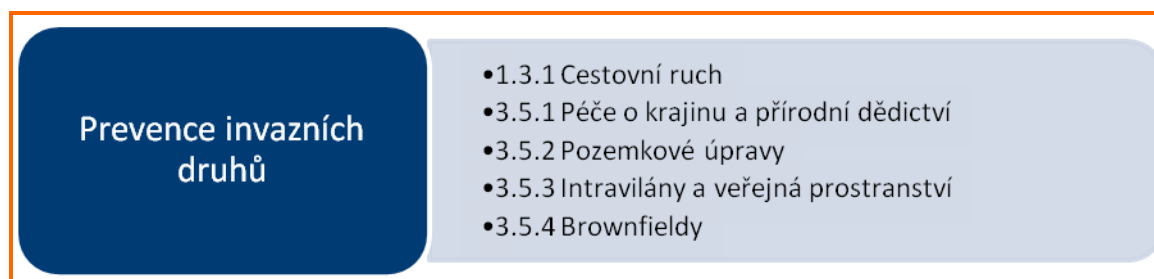 Prevence invazních
druhů
•1.3.1 Cestovní ruch
•3.5.1 Péče o krajinu a přírodní dědictví
•3.5.2 Pozemkové úpravy
•3.5.3 Intravilány a veřejná prostranství
•3.5.4 Brownfieldy